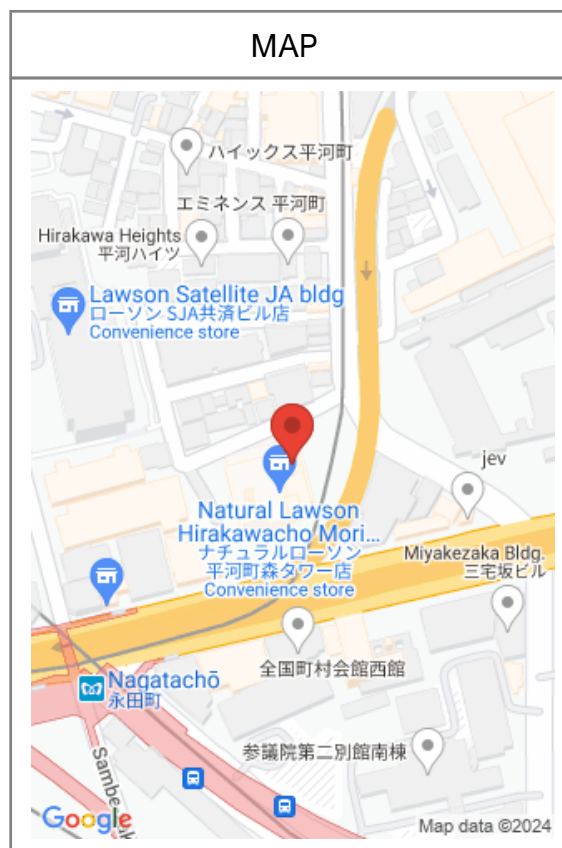 MAP
ハイックス平河町
エミネンス 平河町
Hirakawa Heights
平河ハイツ
Lawson Satellite JA bldg
ローソン SJA共済ビル店
Convenience store
jev
Natural Lawson
Hirakawacho Mori...
ナチュラルローソン
平河町森タワー店
Convenience store
Miyakezaka Bldg.
三宅坂ビル
全国町村会館西館
Nagatachō
永田町
参議院第二別館南棟
Google
Map data ©2024